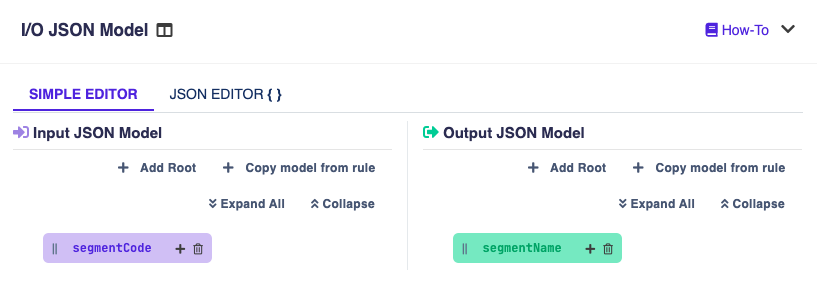 I/O JSON Model
How-To
SIMPLE EDITOR
JSON EDITOR { }
Input JSON Model
Add Root
Copy model from rule
Expand All
Collapse
segmentCode
Output JSON Model
Add Root
Copy model from rule
Expand All
Collapse
segmentName